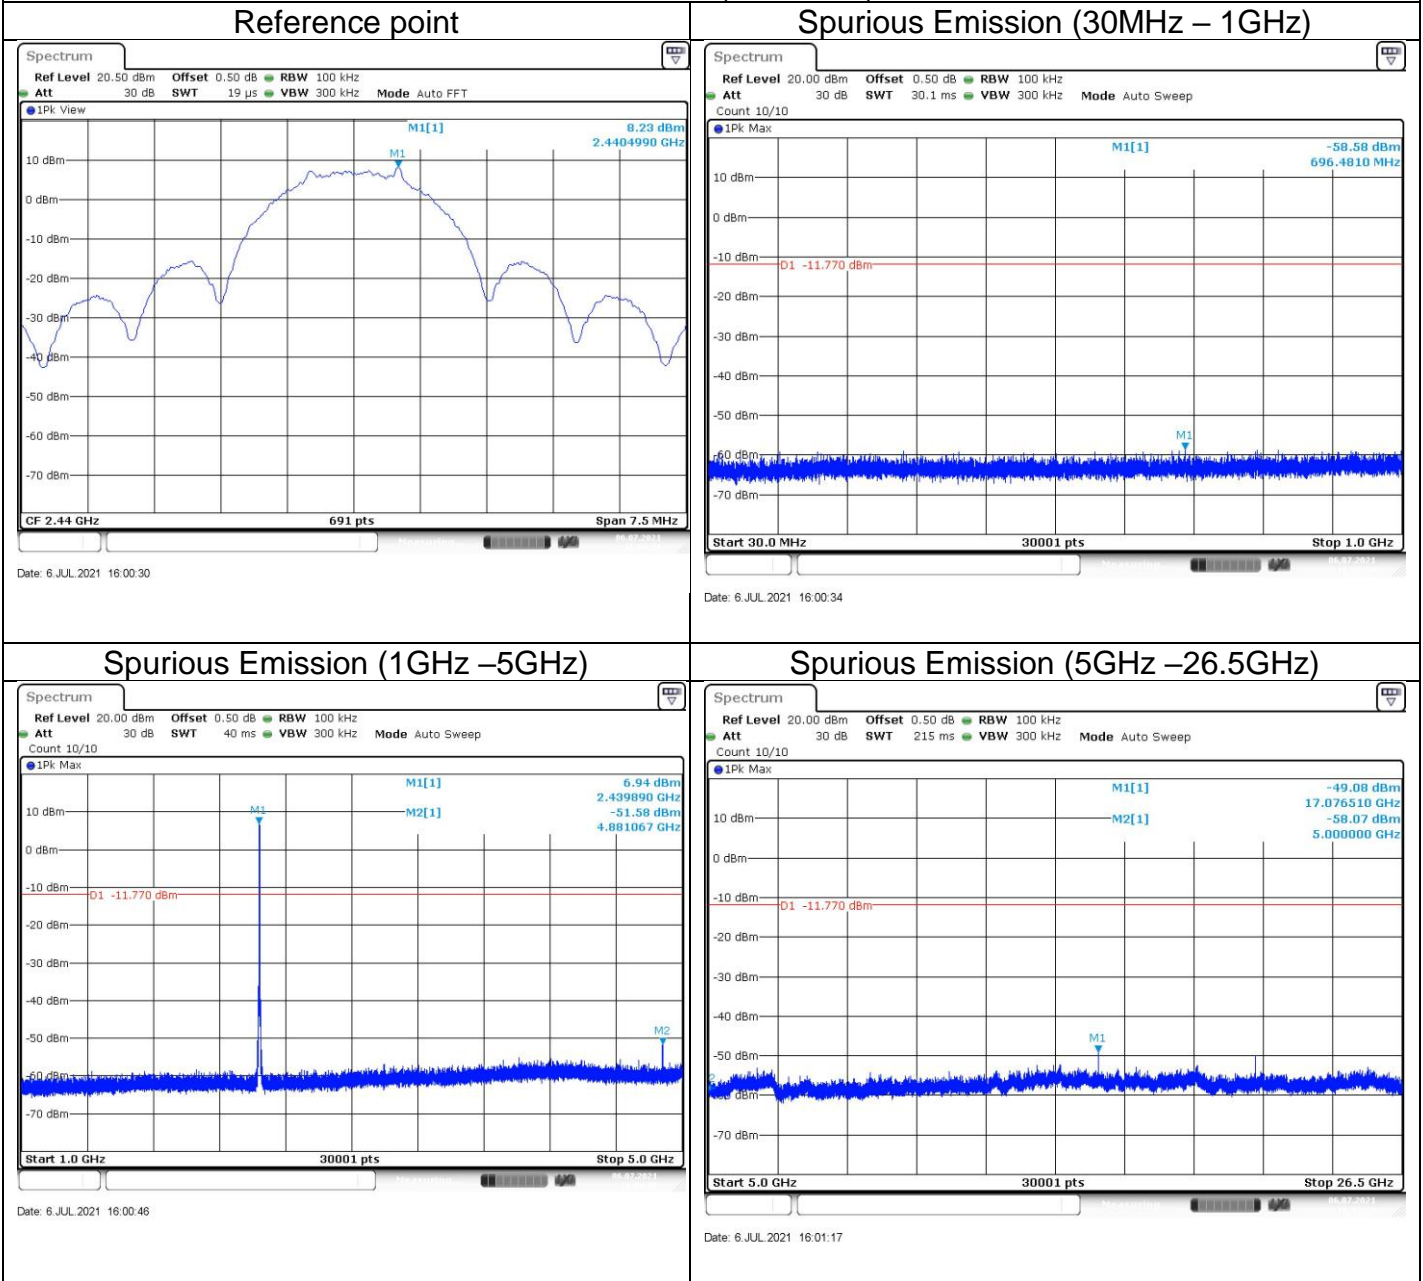 Reference point
Spectrum
Ref Level 20.50 dBm Offset 0.50 dB RBW 100 kHz
Att 30 dB SWT 19 µs VBW 300 kHz Mode Auto FFT
1Pk View
M1[1] 8.23 dBm
2.4404990 GHz
M1
10 dBm
0 dBm
-10 dBm
-20 dBm
-30 dBm
-40 dBm
-50 dBm
-60 dBm
-70 dBm
CF 2.44 GHz 691 pts Span 7.5 MHz
Measuring... 06.07.2021
Date: 6.JUL.2021 16:00:30
Spurious Emission (30MHz – 1GHz)
Spectrum
Ref Level 20.00 dBm Offset 0.50 dB RBW 100 kHz
Att 30 dB SWT 30.1 ms VBW 300 kHz Mode Auto Sweep
Count 10/10
1Pk Max
M1[1] -58.58 dBm
696.4810 MHz
10 dBm
0 dBm
-10 dBm
D1 -11.770 dBm
-20 dBm
-30 dBm
-40 dBm
-50 dBm
M1
-60 dBm
-70 dBm
Start 30.0 MHz 30001 pts Stop 1.0 GHz
Measuring... 06.07.2021
Date: 6.JUL.2021 16:00:34
Spurious Emission (1GHz –5GHz)
Spectrum
Ref Level 20.00 dBm Offset 0.50 dB RBW 100 kHz
Att 30 dB SWT 40 ms VBW 300 kHz Mode Auto Sweep
Count 10/10
1Pk Max
M1[1] 6.94 dBm
2.439890 GHz
M2[1] -51.58 dBm
4.881067 GHz
M1
10 dBm
0 dBm
-10 dBm
D1 -11.770 dBm
-20 dBm
-30 dBm
-40 dBm
-50 dBm
M2
-60 dBm
-70 dBm
Start 1.0 GHz 30001 pts Stop 5.0 GHz
Measuring... 06.07.2021
Date: 6.JUL.2021 16:00:46
Spurious Emission (5GHz –26.5GHz)
Spectrum
Ref Level 20.00 dBm Offset 0.50 dB RBW 100 kHz
Att 30 dB SWT 215 ms VBW 300 kHz Mode Auto Sweep
Count 10/10
1Pk Max
M1[1] -49.08 dBm
17.076510 GHz
M2[1] -58.07 dBm
5.000000 GHz
10 dBm
0 dBm
-10 dBm
D1 -11.770 dBm
-20 dBm
-30 dBm
-40 dBm
M1
-50 dBm
dBm
-70 dBm
Start 5.0 GHz 30001 pts Stop 26.5 GHz
Measuring... 06.07.2021
Date: 6.JUL.2021 16:01:17